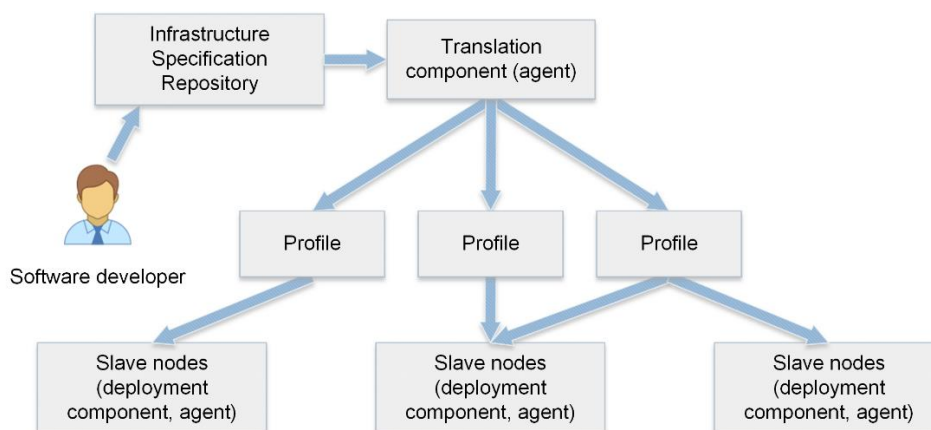 Infrastructure
Specification
Repository
Translation
component (agent)
Profile
Profile
Profile
Software developer
Slave nodes
(deployment
component, agent)
Slave nodes
(deployment
component, agent)
Slave nodes
(deployment
component, agent)